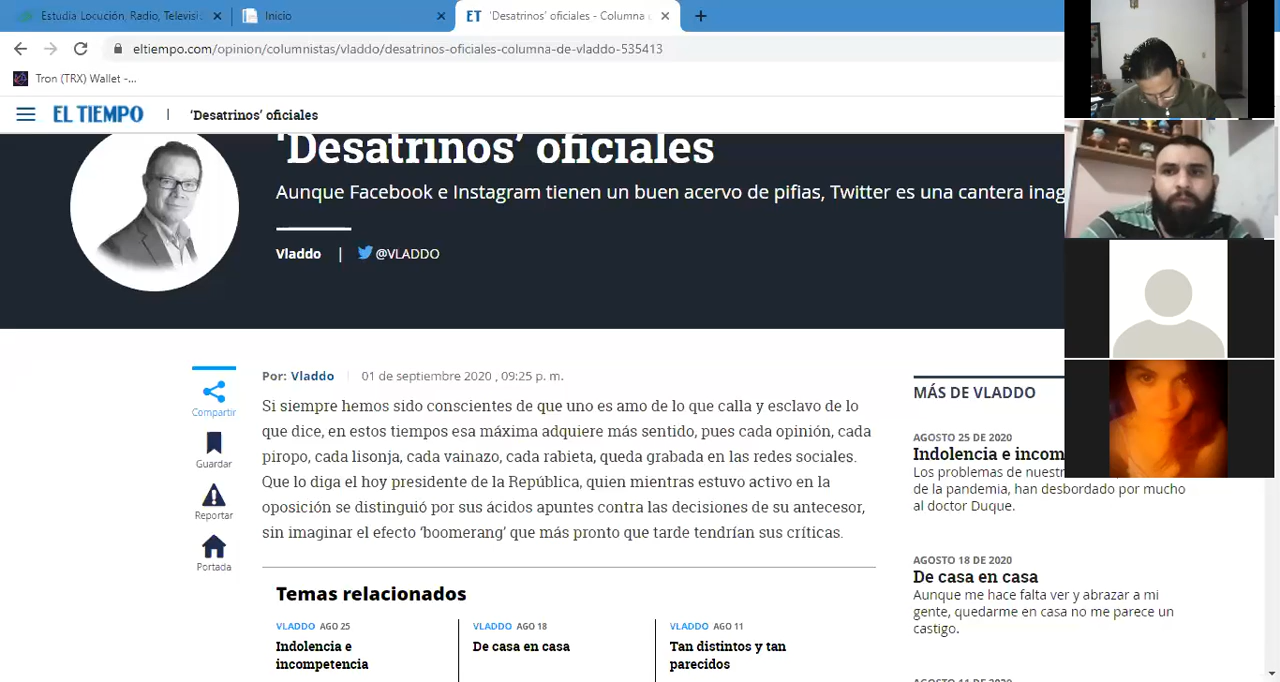 Estudia Locución, Radio, Televisi
Inicio
ET 'Desatrinos' oficiales - Columna
eltiempo.com/opinion/columnistas/vladdo/desatrinos-oficiales-columna-de-vladdo-535413
Tron (TRX) Wallet -...
EL TIEMPO | 'Desatrinos' oficiales
'Desatrinos' oficiales
Aunque Facebook e Instagram tienen un buen acervo de pifias, Twitter es una cantera inag
Vladdo | @VLADDO
Por: Vladdo 01 de septiembre 2020 , 09:25 p. m.
Compartir
Guardar
Reportar
Portada
Si siempre hemos sido conscientes de que uno es amo de lo que calla y esclavo de lo
que dice, en estos tiempos esa máxima adquiere más sentido, pues cada opinión, cada
piropo, cada lisonja, cada vainazo, cada rabieta, queda grabada en las redes sociales.
Que lo diga el hoy presidente de la República, quien mientras estuvo activo en la
oposición se distinguió por sus ácidos apuntes contra las decisiones de su antecesor,
sin imaginar el efecto 'boomerang' que más pronto que tarde tendrían sus críticas.
Temas relacionados
VLADDO AGO 25
Indolencia e
incompetencia
VLADDO AGO 18
De casa en casa
VLADDO AGO 11
Tan distintos y tan
parecidos
MÁS DE VLADDO
AGOSTO 25 DE 2020
Indolencia e incom
Los problemas de nuestr
de la pandemia, han desbordado por mucho
al doctor Duque.
AGOSTO 18 DE 2020
De casa en casa
Aunque me hace falta ver y abrazar a mi
gente, quedarme en casa no me parece un
castigo.
AGOSTO 11 DE 2020